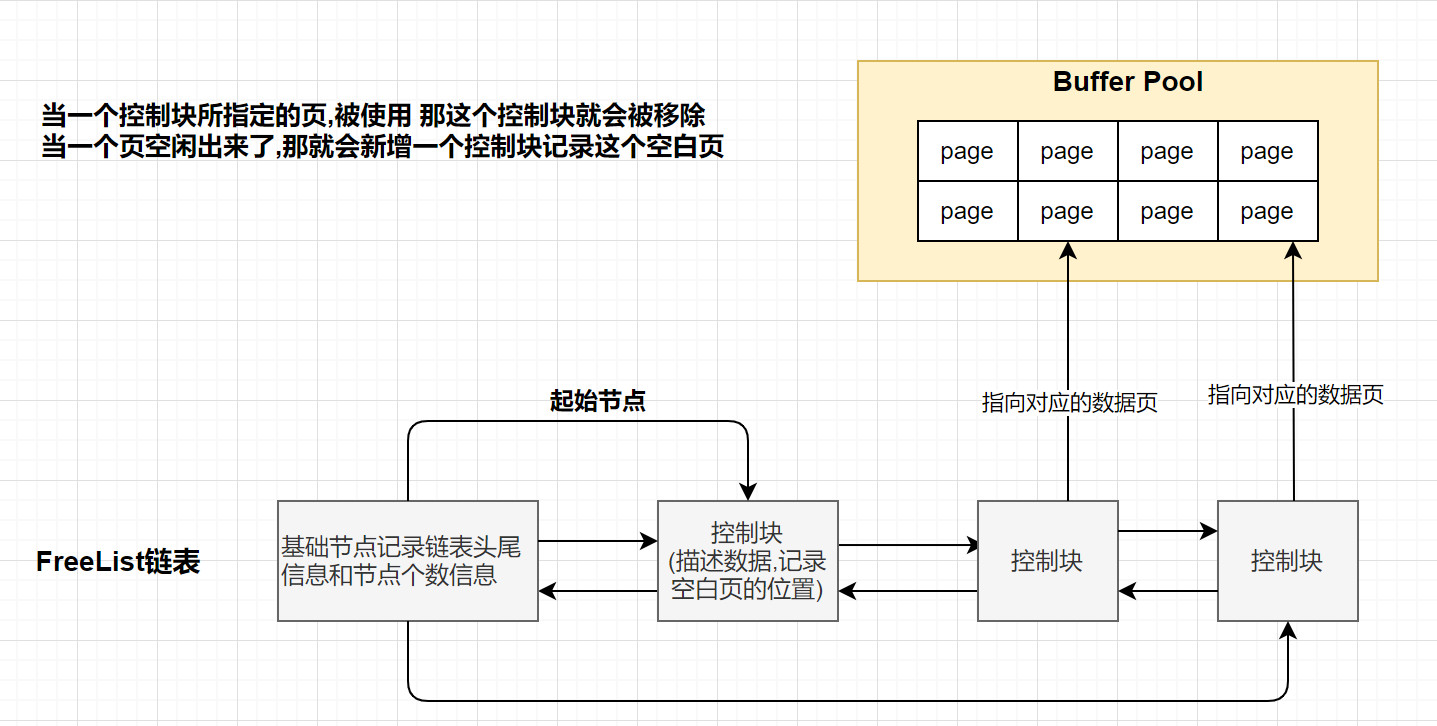 当一个控制块所指定的页,被使用 那这个控制块就会被移除
当一个页空闲出来了,那就会新增一个控制块记录这个空白页
Buffer Pool
page page page page
page page page page
起始节点
指向对应的数据页
指向对应的数据页
FreeList链表
基础节点记录链表头尾
信息和节点个数信息
控制块
(描述数据,记录
空白页的位置)
控制块
控制块